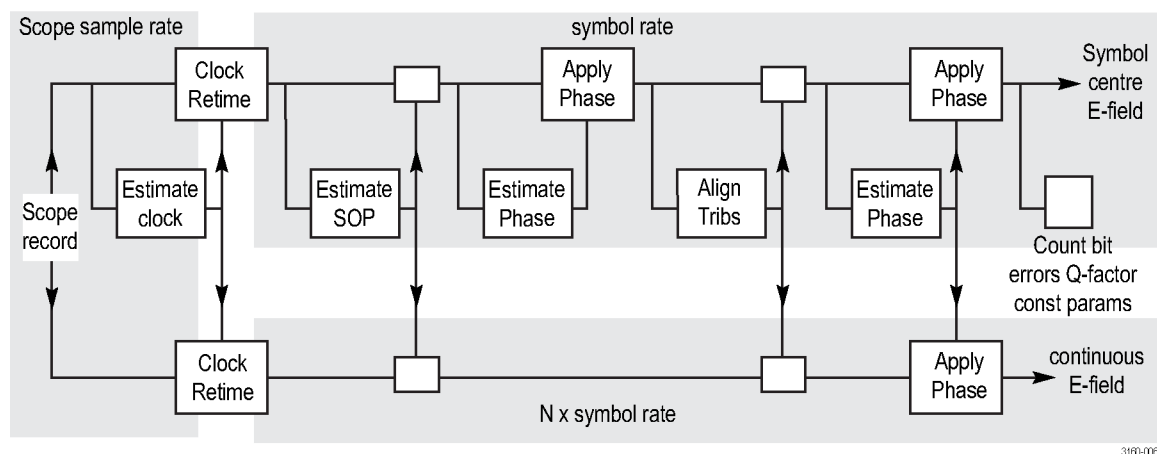 Scope sample rate
symbol rate
Clock
Retime
Apply
Phase
Apply
Phase
Symbol
centre
E-field
Scope
record
Estimate
clock
Estimate
SOP
Estimate
Phase
Align
Tribs
Estimate
Phase
Count bit
errors Q-factor
const params
Clock
Retime
Apply
Phase
continuous
E-field
N x symbol rate
3160-006